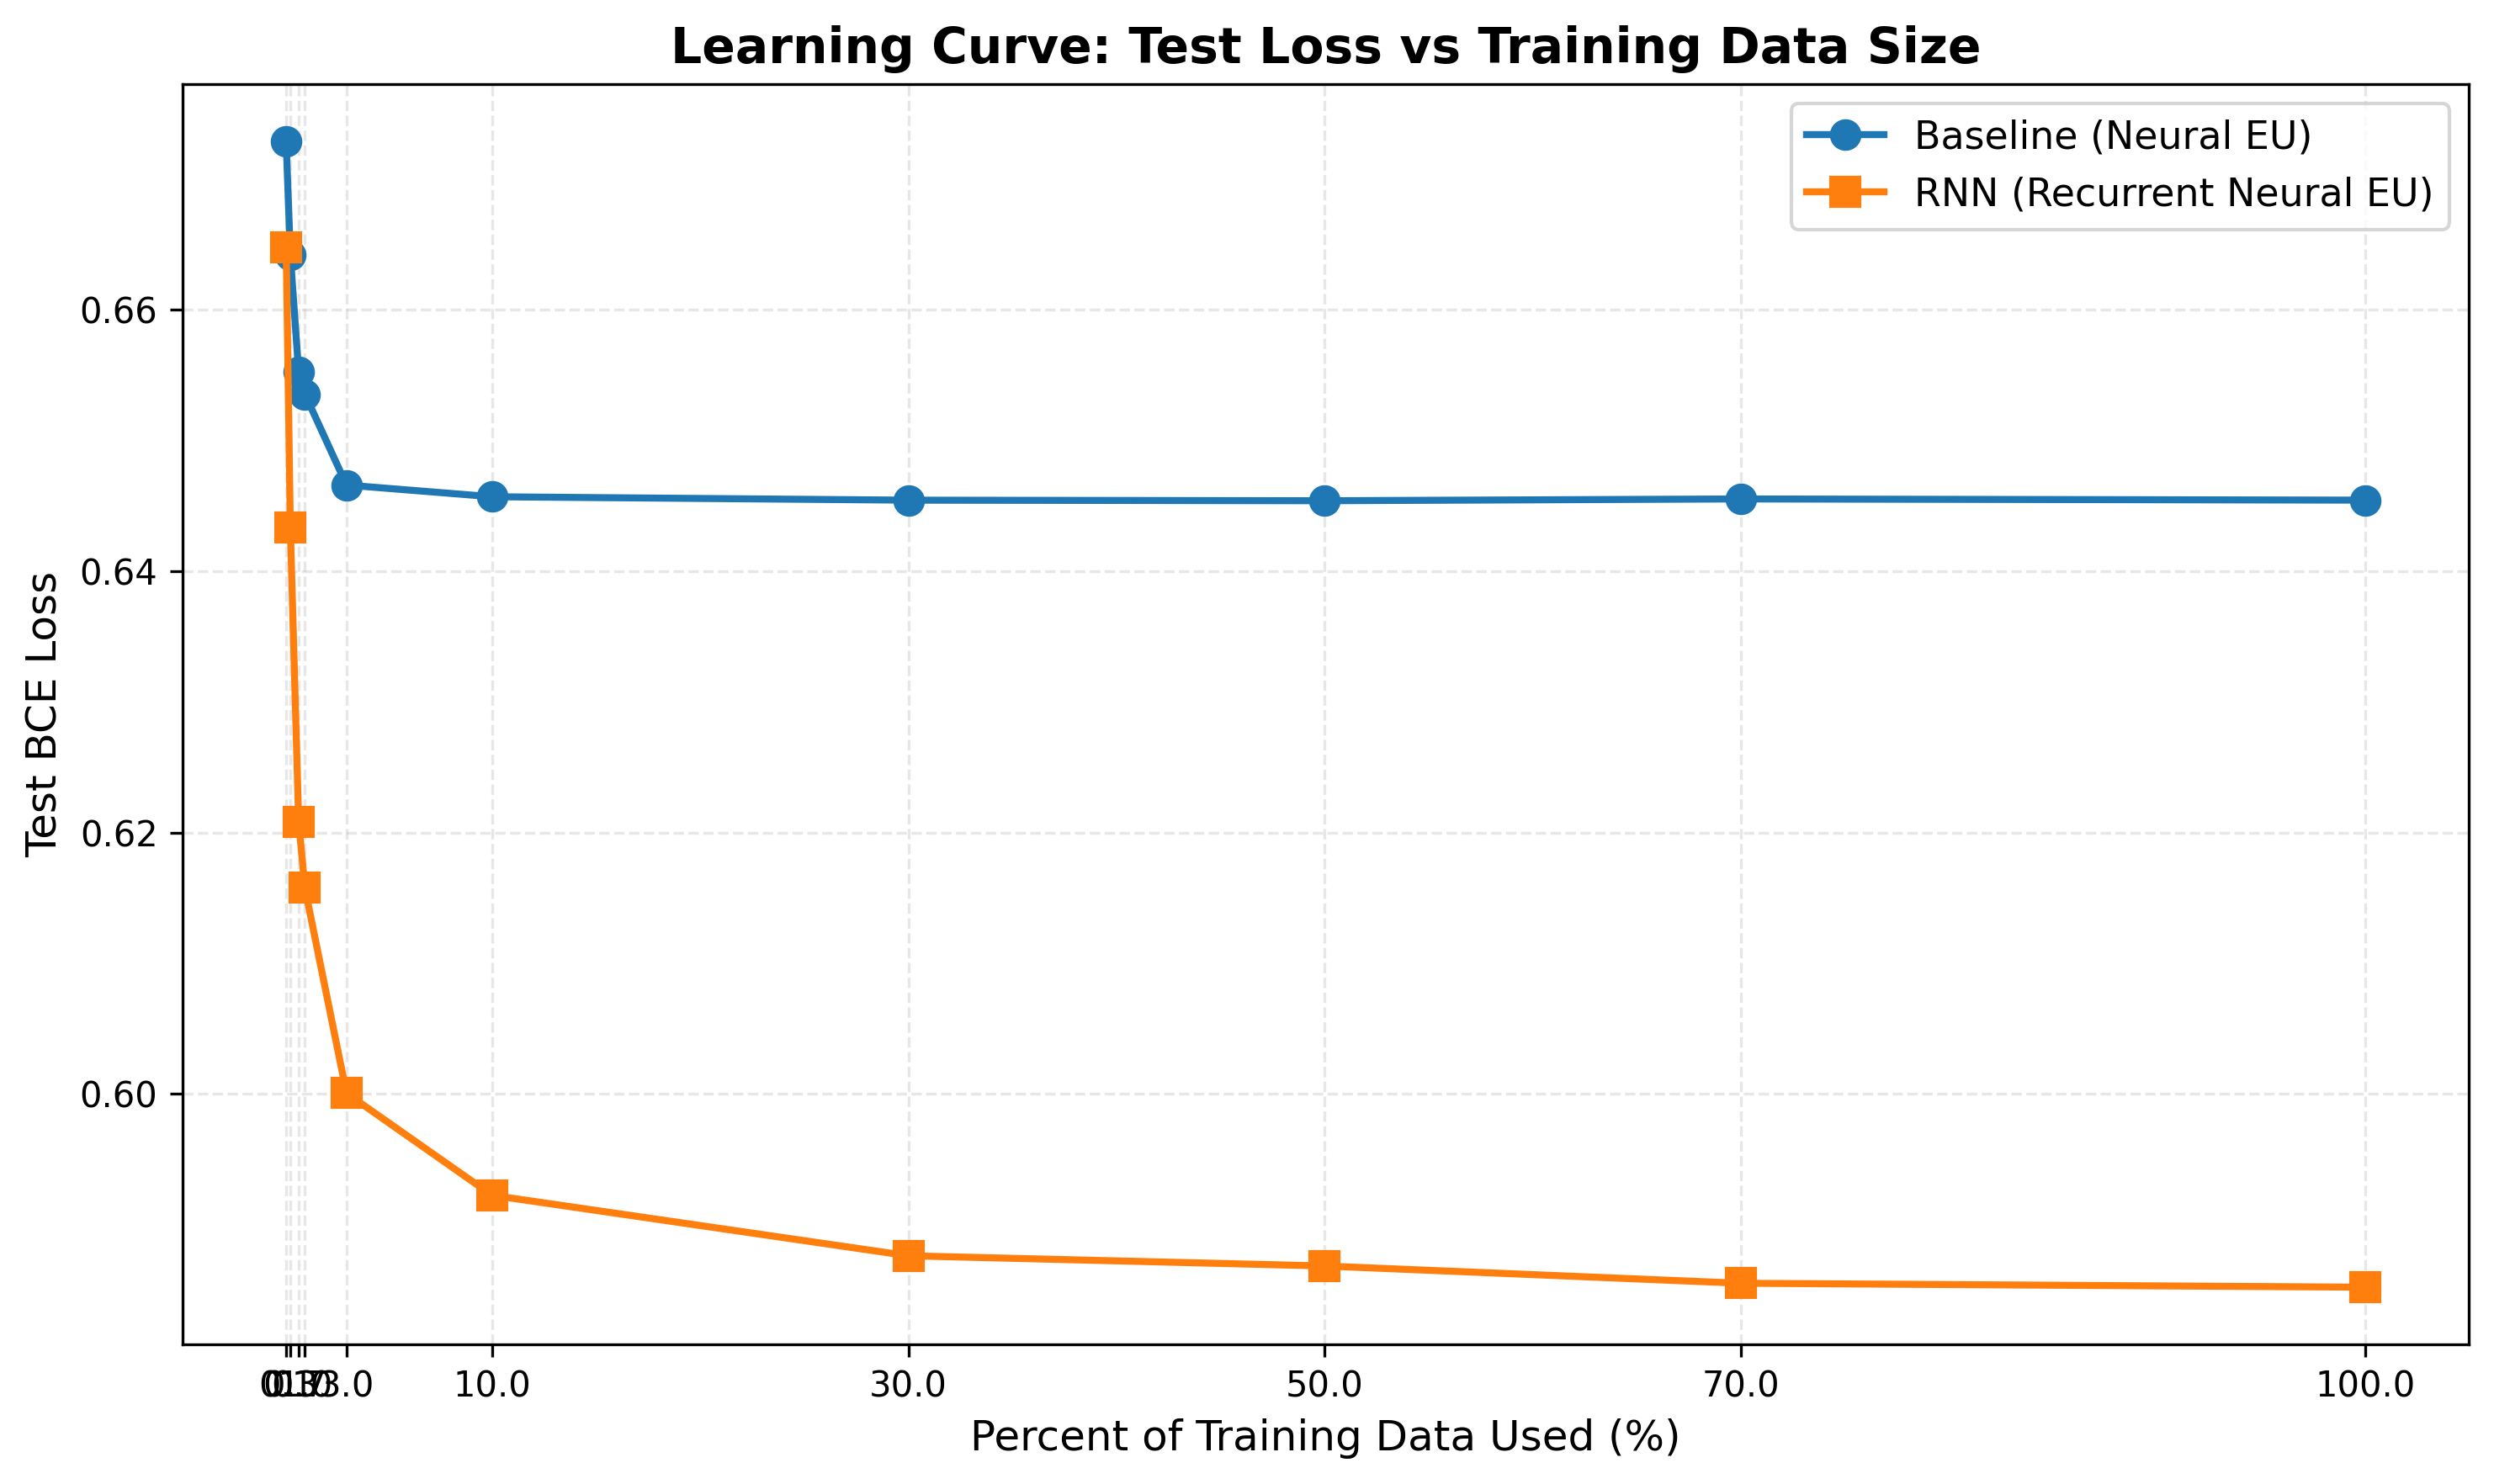 Learning Curve: Test Loss vs Training Data Size
Baseline (Neural EU)
RNN (Recurrent Neural EU)
Test BCE Loss
0.66
0.64
0.62
0.60
3.0 10.0 30.0 50.0 70.0 100.0
Percent of Training Data Used (%)